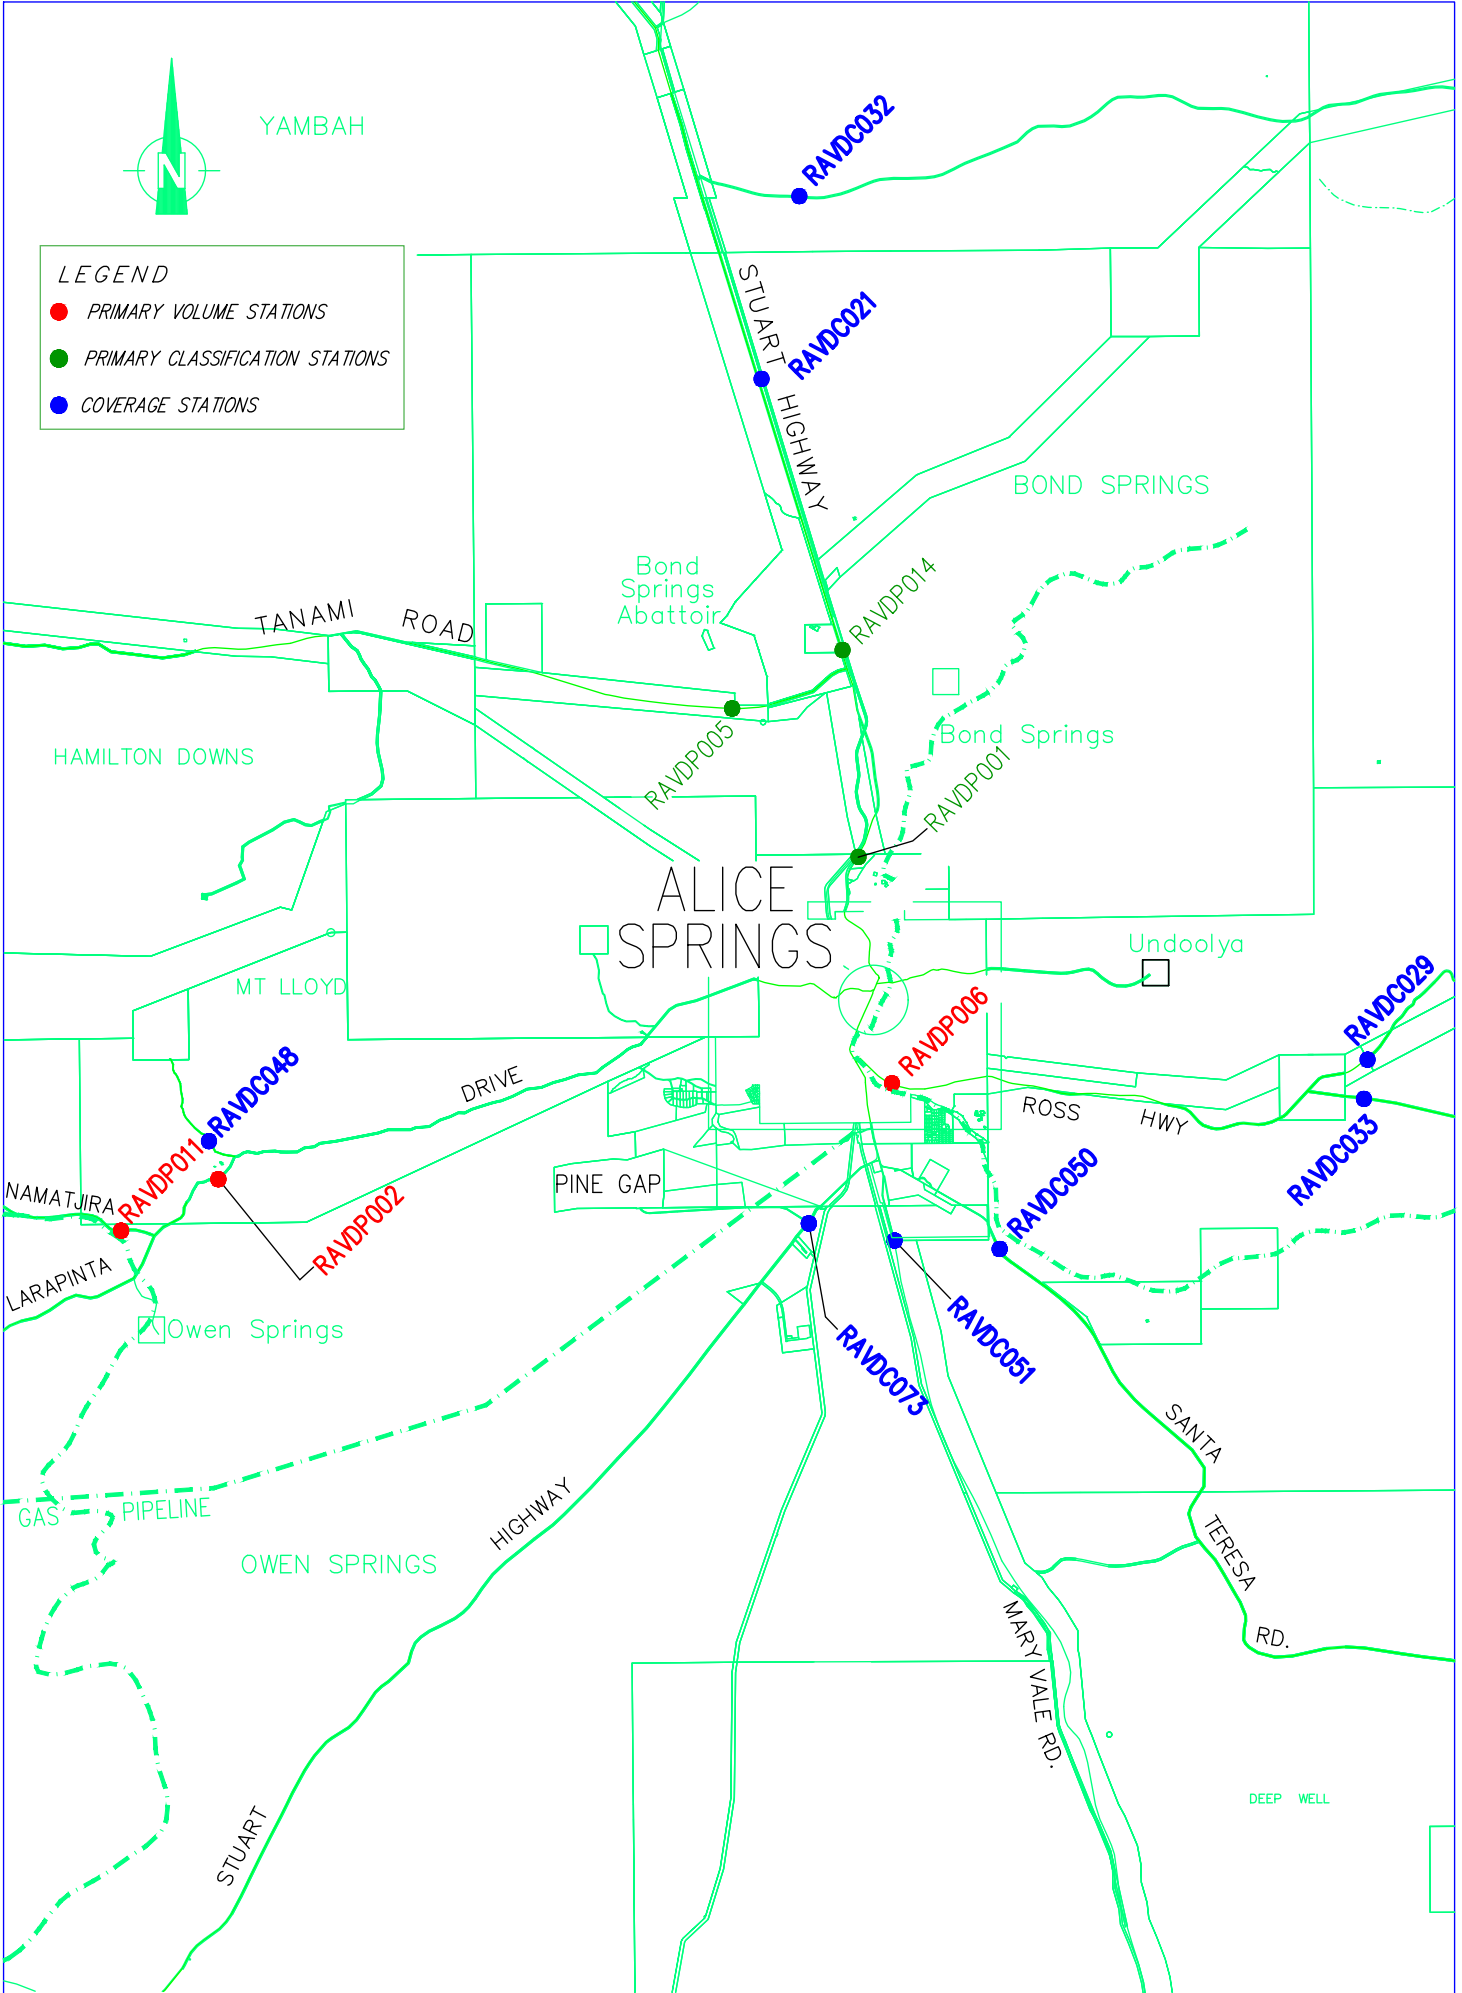 YAMBAH
N
RAVDC032
LEGEND
PRIMARY VOLUME STATIONS
PRIMARY CLASSIFICATION STATIONS
COVERAGE STATIONS
STUART HIGHWAY
RAVDC021
BOND SPRINGS
Bond
Springs
Abattoir
RAVDP014
TANAMI ROAD
HAMILTON DOWNS
RAVDP005
Bond Springs
RAVDP001
ALICE
SPRINGS
Undoolya
MT LLOYD
RAVDP006
RAVDC029
RAVDC048
DRIVE
ROSS HWY
RAVDC033
RAVDP011
NAMATJIRA
PINE GAP
RAVDC050
RAVDP002
LARAPINTA
Owen Springs
RAVDC051
RAVDC073
SANTA
TERESA
RD.
GAS PIPELINE
HIGHWAY
OWEN SPRINGS
MARY VALE RD.
DEEP WELL
STUART